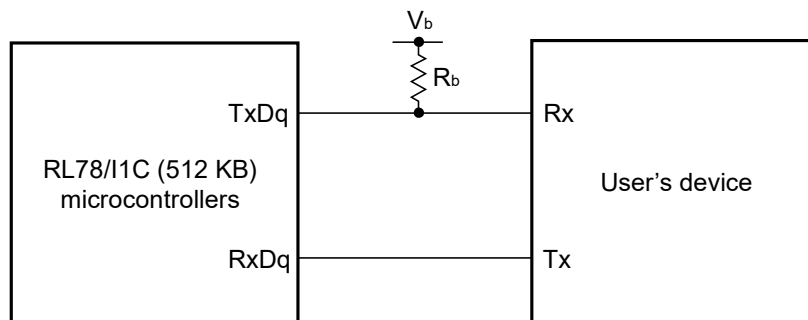 Vb
Rb
TxDq
Rx
RL78/I1C (512 KB)
microcontrollers
User's device
RxDq
Tx